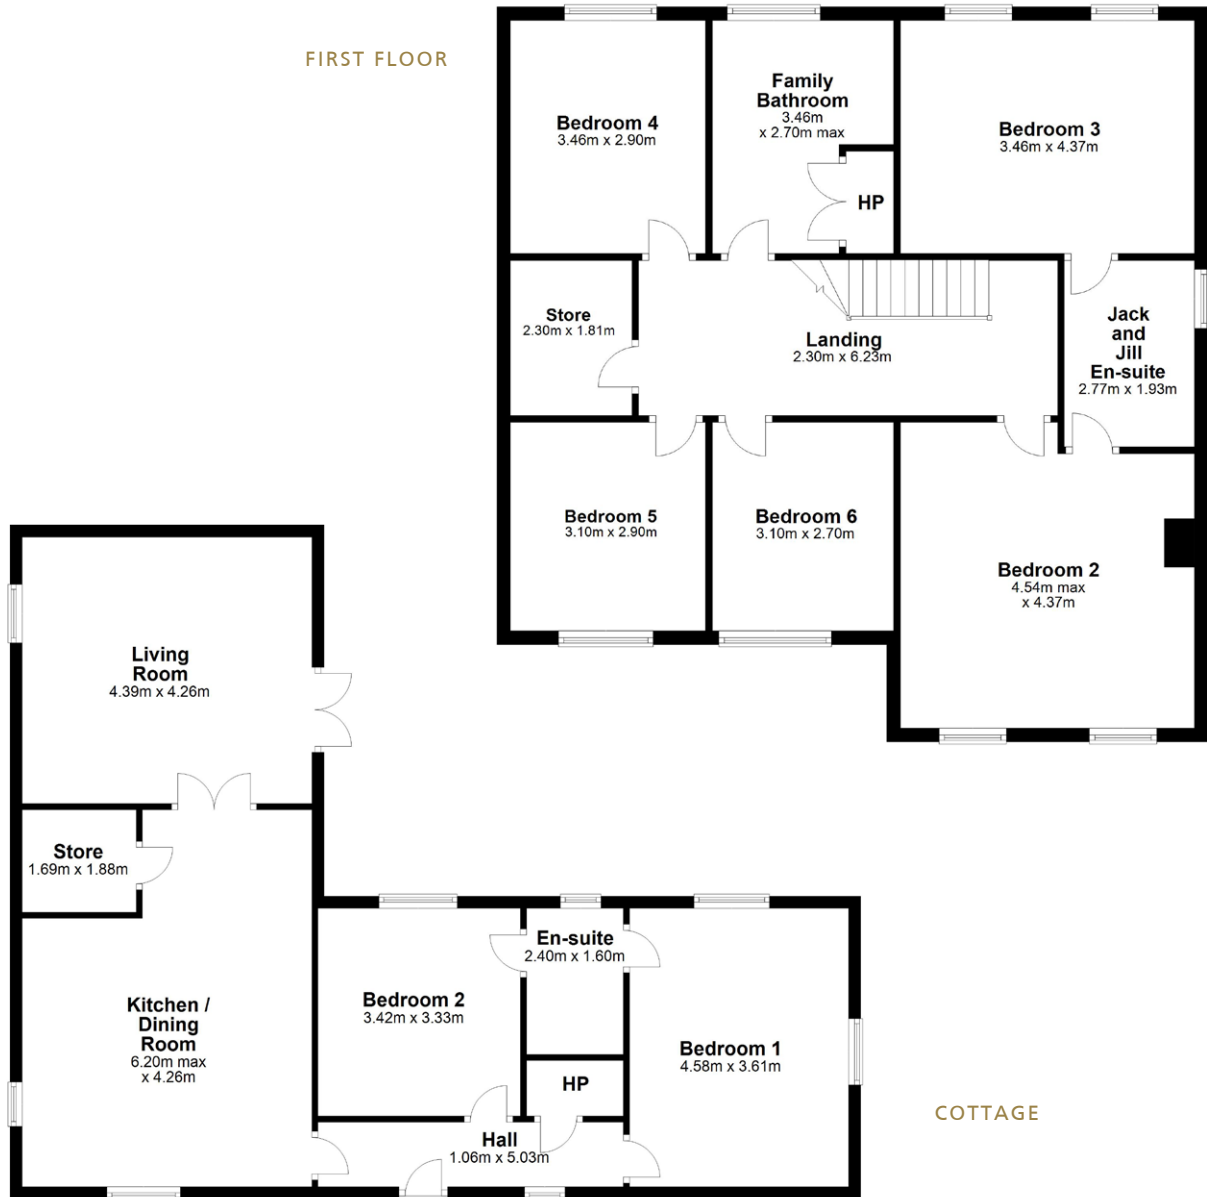 FIRST FLOOR
Bedroom 4
3.46m x 2.90m
Family
Bathroom
3.46m
x 2.70m max
HP
Bedroom 3
3.46m x 4.37m
Store
2.30m x 1.81m
Landing
2.30m x 6.23m
Jack
and
Jill
En-suite
2.77m x 1.93m
Bedroom 5
3.10m x 2.90m
Bedroom 6
3.10m x 2.70m
Bedroom 2
4.54m max
x 4.37m
Living
Room
4.39m x 4.26m
Store
1.69m x 1.88m
Kitchen /
Dining
Room
6.20m max
x 4.26m
Bedroom 2
3.42m x 3.33m
En-suite
2.40m x 1.60m
HP
Bedroom 1
4.58m x 3.61m
Hall
1.06m x 5.03m
COTTAGE